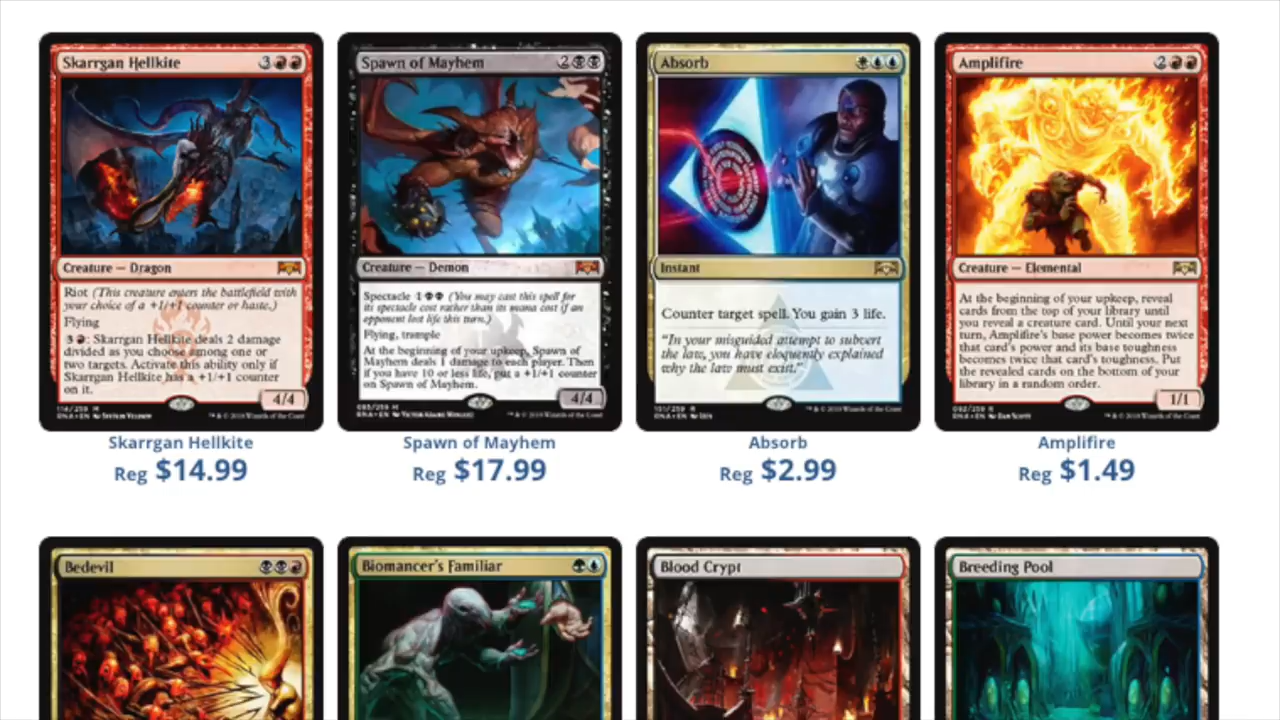 Skarrgan Hellkite 3
Creature — Dragon
Riot (This creature enters the battlefield with
your choice of a +1/+1 counter or haste.)
Flying
3 : Skarrgan Hellkite deals 2 damage
divided as you choose among one or
two targets. Activate this ability only if
Skarrgan Hellkite has a +1/+1 counter
on it.
4/4
Skarrgan Hellkite
Reg $14.99
Spawn of Mayhem 2
Creature — Demon
Spectacle 1 (You may cast this spell for
its spectacle cost rather than its mana cost if an
opponent lost life this turn.)
Flying, trample
At the beginning of your upkeep, Spawn of
Mayhem deals 1 damage to each player. Then
if you have 10 or less life, put a +1/+1 counter
on Spawn of Mayhem.
4/4
Spawn of Mayhem
Reg $17.99
Absorb
Instant
Counter target spell. You gain 3 life.
"In your misguided attempt to subvert
the law, you have eloquently explained
why the law must exist."
Absorb
Reg $2.99
Amplifire 2
Creature — Elemental
At the beginning of your upkeep, reveal
cards from the top of your library until
you reveal a creature card. Until your next
turn, Amplifire's base power becomes twice
that card's power and its base toughness
becomes twice that card's toughness. Put
the revealed cards on the bottom of your
library in a random order.
1/1
Amplifire
Reg $1.49
Bedevil
Biomancer's Familiar
Blood Crypt
Breeding Pool